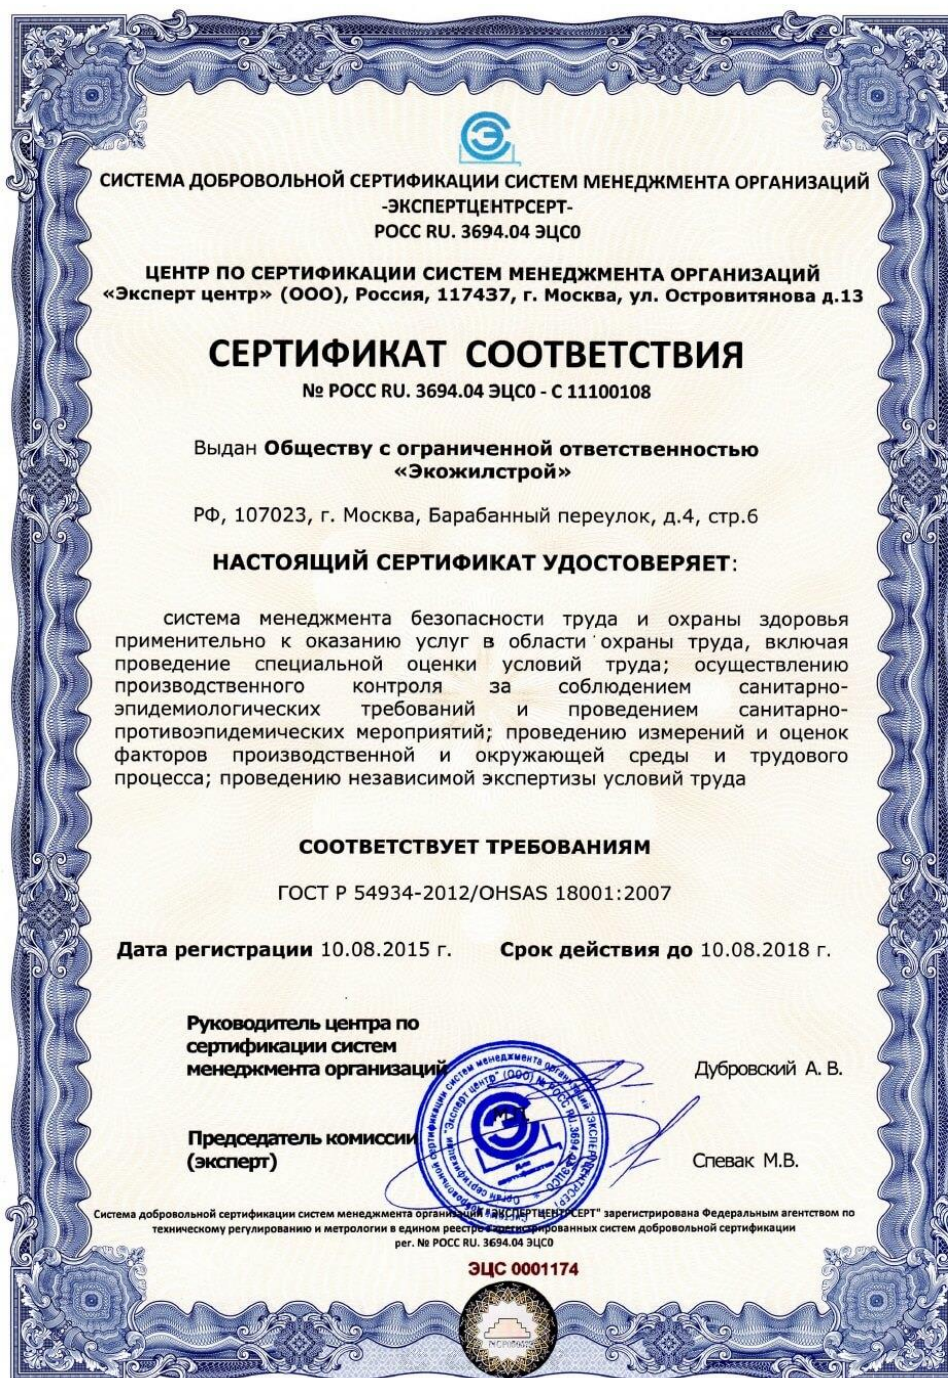 Э
СИСТЕМА ДОБРОВОЛЬНОЙ СЕРТИФИКАЦИИ СИСТЕМ МЕНЕДЖМЕНТА ОРГАНИЗАЦИЙ
-ЭКСПЕРТЦЕНТРСЕРТ-
РОСС RU. 3694.04 ЭЦС0
ЦЕНТР ПО СЕРТИФИКАЦИИ СИСТЕМ МЕНЕДЖМЕНТА ОРГАНИЗАЦИЙ
«Эксперт центр» (ООО), Россия, 117437, г. Москва, ул. Островитянова д.13
СЕРТИФИКАТ СООТВЕТСТВИЯ
№ РОСС RU. 3694.04 ЭЦС0 - С 11100108
Выдан Обществу с ограниченной ответственностью
«Экожилстрой»
РФ, 107023, г. Москва, Барабанный переулок, д.4, стр.6
НАСТОЯЩИЙ СЕРТИФИКАТ УДОСТОВЕРЯЕТ:
система менеджмента безопасности труда и охраны здоровья
применительно к оказанию услуг в области охраны труда, включая
проведение специальной оценки условий труда; осуществлению
производственного контроля за соблюдением санитарно-
эпидемиологических требований и проведением санитарно-
противоэпидемических мероприятий; проведению измерений и оценок
факторов производственной и окружающей среды и трудового
процесса; проведению независимой экспертизы условий труда
СООТВЕТСТВУЕТ ТРЕБОВАНИЯМ
ГОСТ Р 54934-2012/OHSAS 18001:2007
Дата регистрации 10.08.2015 г. Срок действия до 10.08.2018 г.
Руководитель центра по
сертификации систем
менеджмента организаций
Дубровский А. В.
М.П.
Председатель комиссии
(эксперт)
Спевак М.В.
Система добровольной сертификации систем менеджмента организаций "ЭКСПЕРТЦЕНТРСЕРТ" зарегистрирована Федеральным агентством по
техническому регулированию и метрологии в едином реестре зарегистрированных систем добровольной сертификации
рег. № РОСС RU. 3694.04 ЭЦС0
ЭЦС 0001174